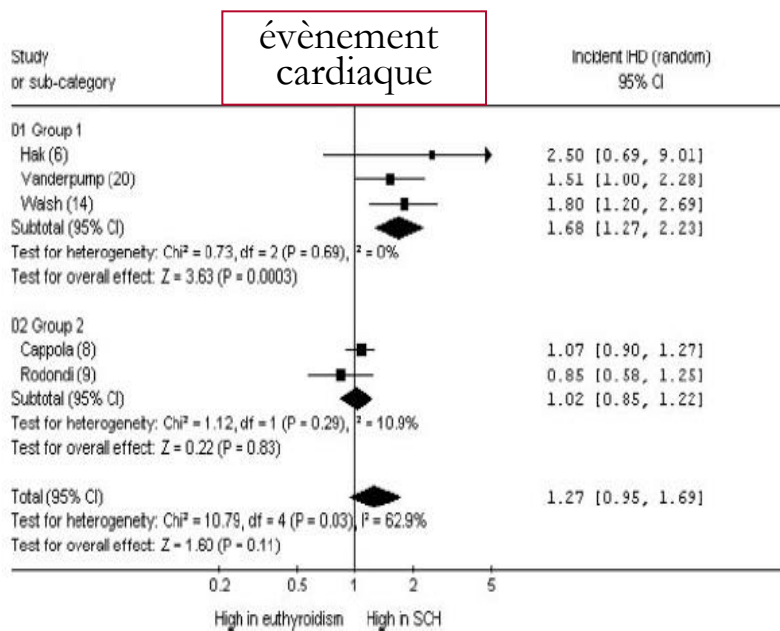 évènement
cardiaque
Study
or sub-category
Incident IHD (random)
95% CI
01 Group 1
Hak (6) 2.50 [0.69, 9.01]
Vanderpump (20) 1.51 [1.00, 2.28]
Walsh (14) 1.80 [1.20, 2.69]
Subtotal (95% CI) 1.68 [1.27, 2.23]
Test for heterogeneity: Chi² = 0.73, df = 2 (P = 0.69), ² = 0%
Test for overall effect: Z = 3.63 (P = 0.0003)
02 Group 2
Cappola (8) 1.07 [0.90, 1.27]
Rodondi (9) 0.85 [0.58, 1.25]
Subtotal (95% CI) 1.02 [0.85, 1.22]
Test for heterogeneity: Chi² = 1.12, df = 1 (P = 0.29), ² = 10.9%
Test for overall effect: Z = 0.22 (P = 0.83)
Total (95% CI) 1.27 [0.95, 1.69]
Test for heterogeneity: Chi² = 10.79, df = 4 (P = 0.03), I² = 62.9%
Test for overall effect: Z = 1.60 (P = 0.11)
0.2 0.5 1 2 5
High in euthyroidism High in SCH